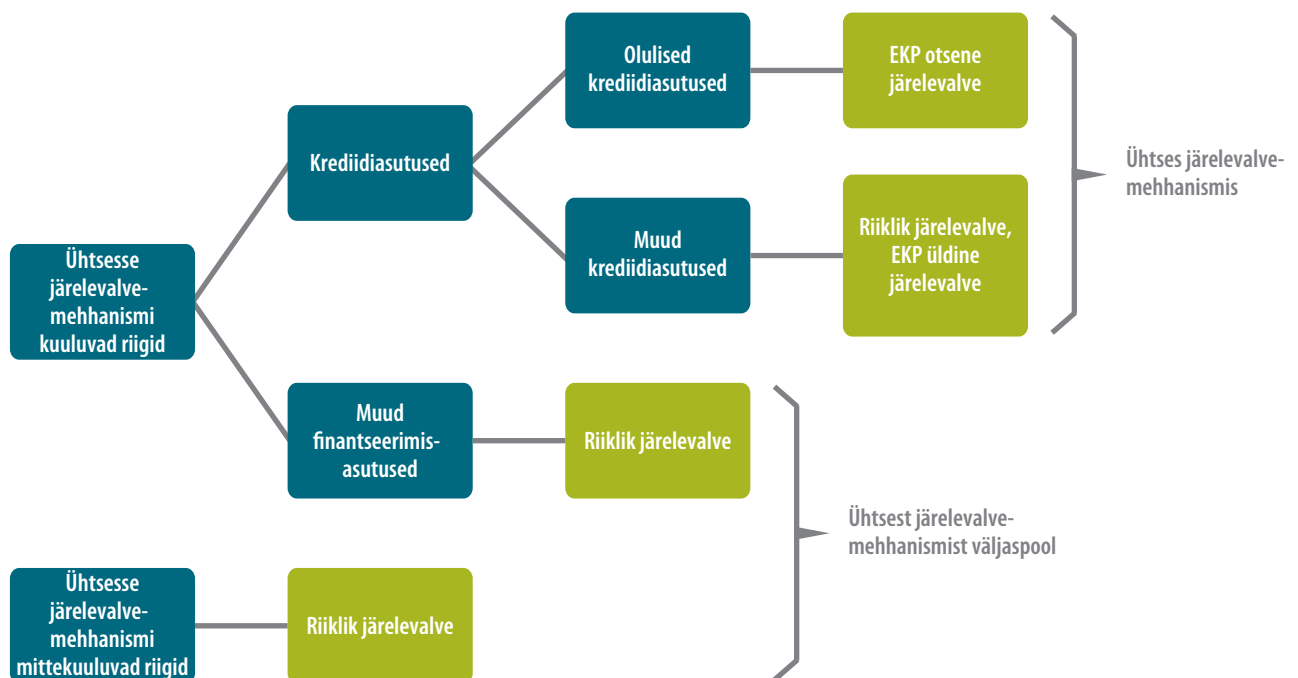 Olulised
krediidiasutused
EKP otsene
järelevalve
Krediidiasutused
Ühtses järelevalve-
mehhanismis
Muud
krediidiasutused
Riiklik järelevalve,
EKP üldine
järelevalve
Ühtsesse
järelevalve-
mehhanismi
kuuluvad riigid
Muud
finantseerimis-
asutused
Riiklik järelevalve
Ühtsest järelevalve-
mehhanismist väljaspool
Ühtsesse
järelevalve-
mehhanismi
mittekuuluvad riigid
Riiklik järelevalve